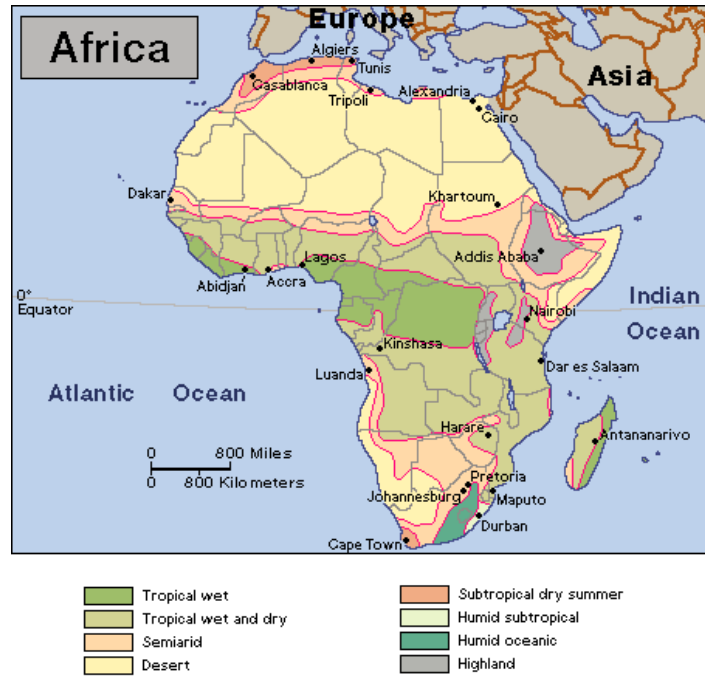 Europe
Africa
Algiers
Tunis
Asia
Casablanca
Tripoli
Alexandria
Cairo
Dakar
Khartoum
Lagos
Addis Ababa
Abidjan
Accra
0°
Equator
Indian
Ocean
Nairobi
Kinshasa
Dar es Salaam
Luanda
Atlantic Ocean
Harare
Antananarivo
0 800 Miles
0 800 Kilometers
Pretoria
Johannesburg
Maputo
Durban
Cape Town
Tropical wet
Tropical wet and dry
Semiarid
Desert
Subtropical dry summer
Humid subtropical
Humid oceanic
Highland